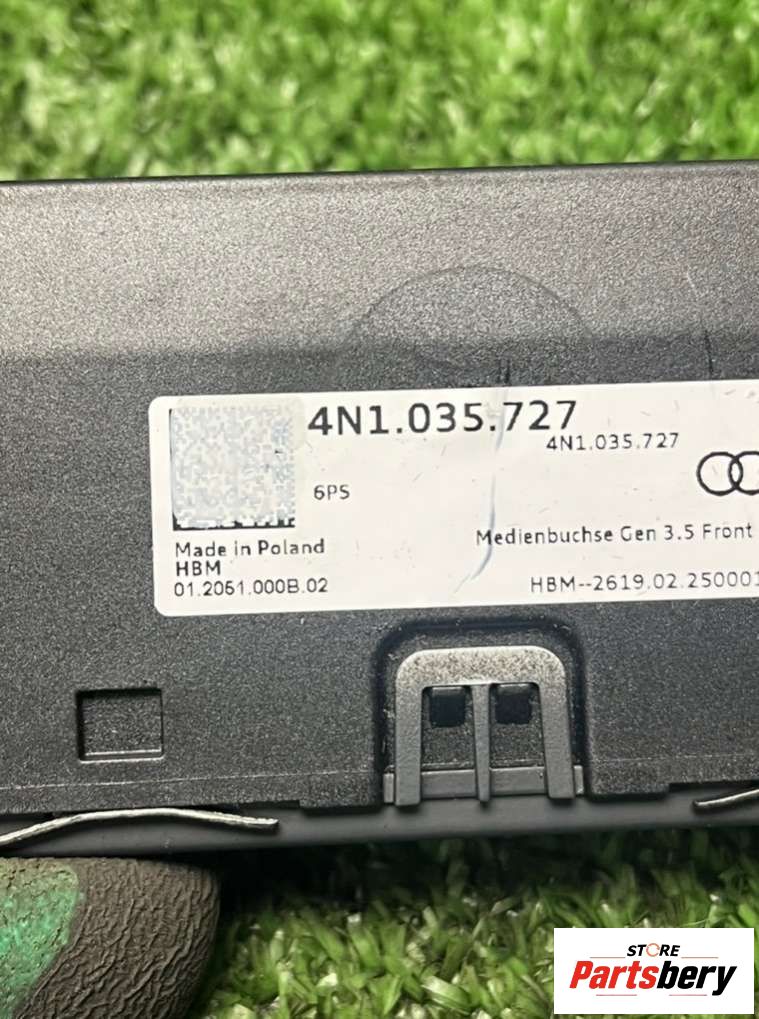 4N1.035.727
4N1.035.727
6PS
Medienbuchse Gen 3.5 Front
Made in Poland
HBM
01.2051.000B.02
HBM--2619.02.250001
STORE
Partsbery